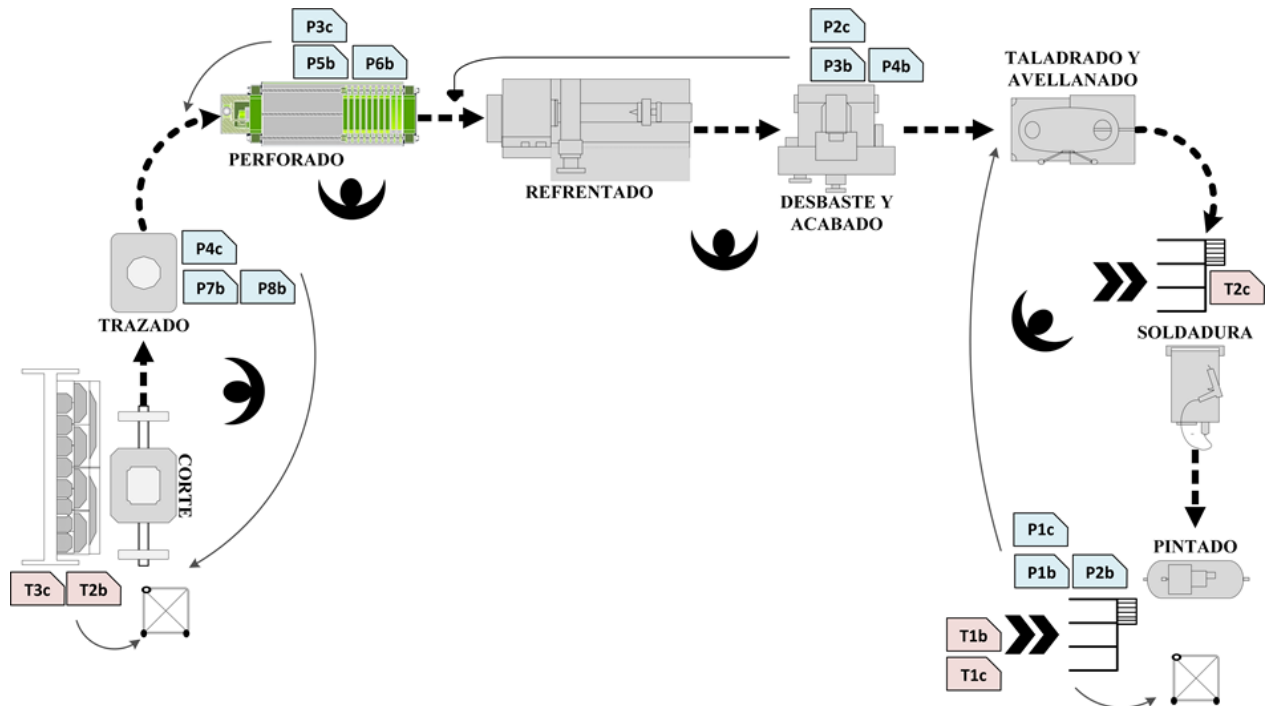 P3c
P5b P6b
PERFORADO
REFRENTADO
P2c
P3b P4b
DESBASTE Y
ACABADO
TALADRADO Y
AVELLANADO
P4c
P7b P8b
TRAZADO
T2c
SOLDADURA
CORTE
T3c T2b
P1c
P1b P2b
PINTADO
T1b
T1c